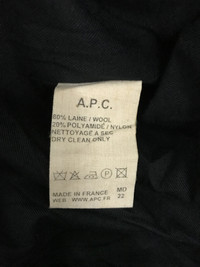 A.P.C.
80% LAINE / WOOL
20% POLYAMIDE / NYLON
NETTOYAGE A SEC
DRY CLEAN ONLY
P
MADE IN FRANCE MO
WEB WWW.APC.FR 22